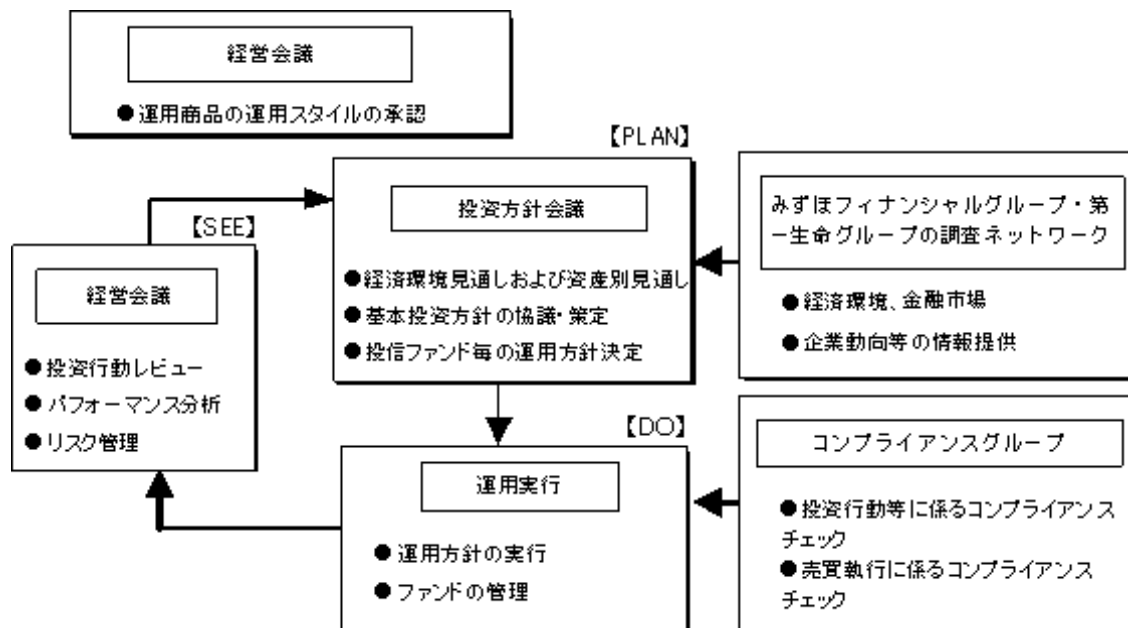 経営会議
●運用商品の運用スタイルの承認
【PLAN】
投資方針会議
●経済環境見通しおよび資産別見通し
●基本投資方針の協議・策定
●投信ファンド毎の運用方針決定
みずほフィナンシャルグループ・第
一生命グループの調査ネットワーク
●経済環境、金融市場
●企業動向等の情報提供
【SEE】
経営会議
●投資行動レビュー
●パフォーマンス分析
●リスク管理
【DO】
運用実行
●運用方針の実行
●ファンドの管理
コンプライアンスグループ
●投資行動等に係るコンプライアンス
チェック
●売買執行に係るコンプライアンス
チェック